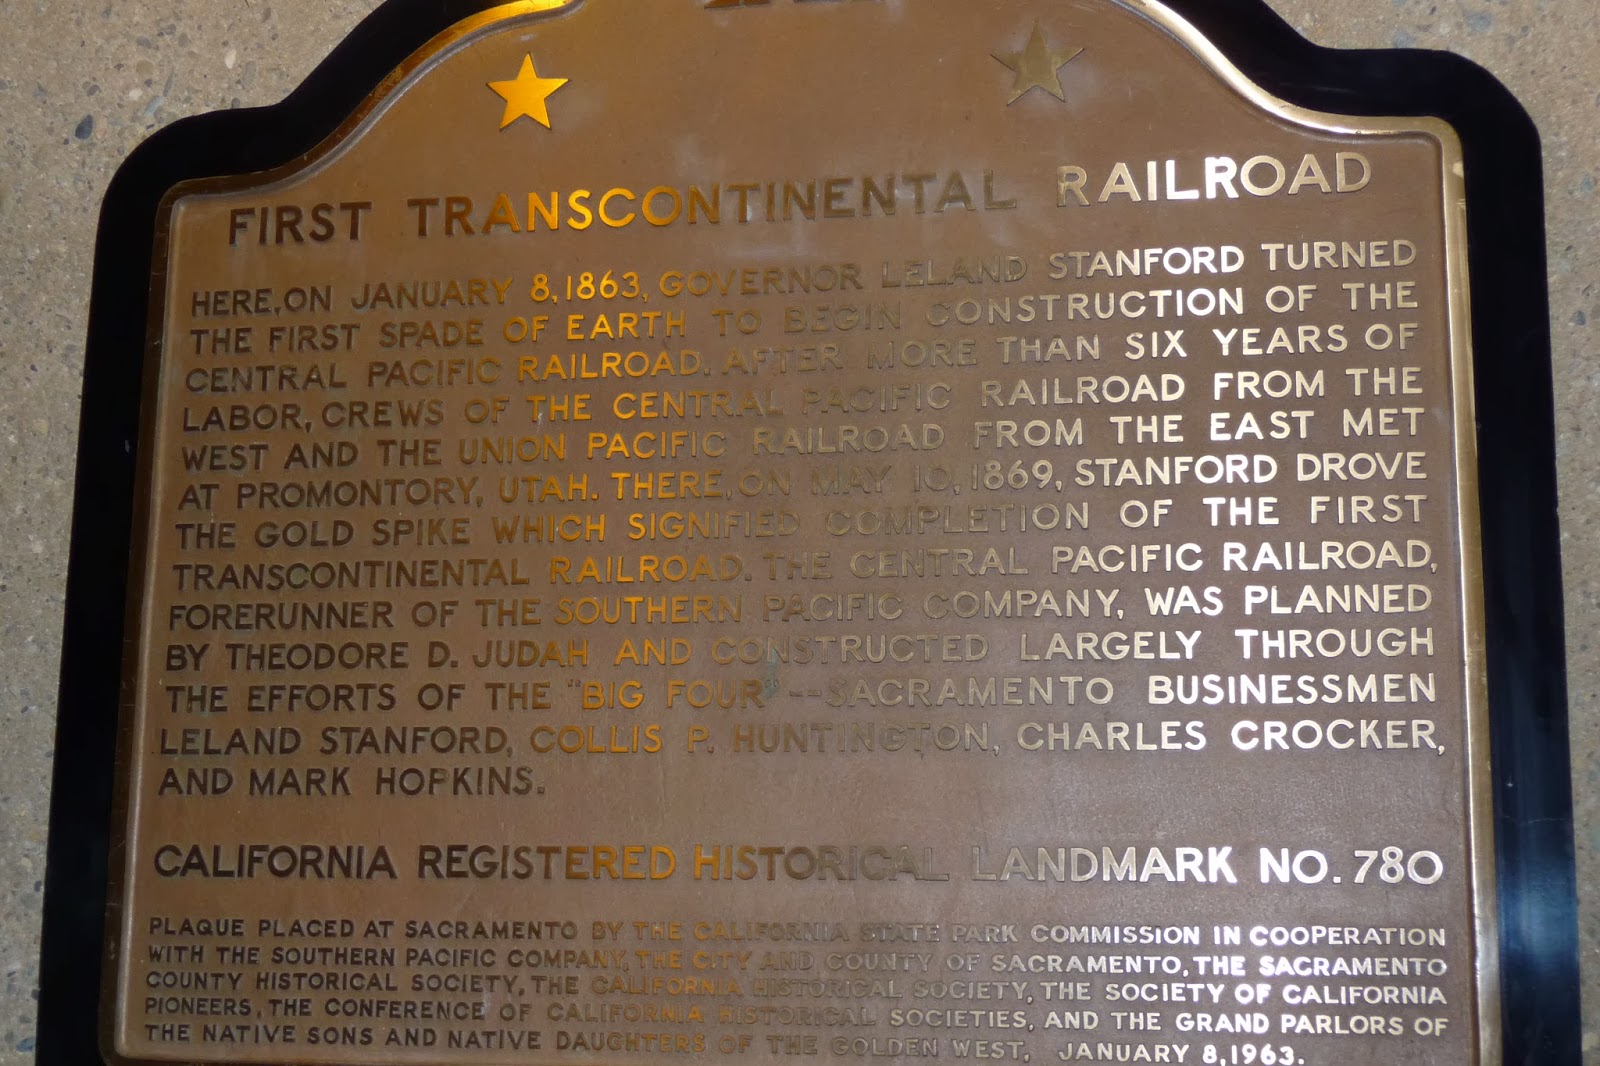 FIRST TRANSCONTINENTAL RAILROAD
HERE, ON JANUARY 8, 1863, GOVERNOR LELAND STANFORD TURNED
THE FIRST SPADE OF EARTH TO BEGIN CONSTRUCTION OF THE
CENTRAL PACIFIC RAILROAD. AFTER MORE THAN SIX YEARS OF
LABOR, CREWS OF THE CENTRAL PACIFIC RAILROAD FROM THE
WEST AND THE UNION PACIFIC RAILROAD FROM THE EAST MET
AT PROMONTORY, UTAH. THERE, ON MAY 10, 1869, STANFORD DROVE
THE GOLD SPIKE WHICH SIGNIFIED COMPLETION OF THE FIRST
TRANSCONTINENTAL RAILROAD. THE CENTRAL PACIFIC RAILROAD,
FORERUNNER OF THE SOUTHERN PACIFIC COMPANY, WAS PLANNED
BY THEODORE D. JUDAH AND CONSTRUCTED LARGELY THROUGH
THE EFFORTS OF THE "BIG FOUR"--SACRAMENTO BUSINESSMEN
LELAND STANFORD, COLLIS P. HUNTINGTON, CHARLES CROCKER,
AND MARK HOPKINS.
CALIFORNIA REGISTERED HISTORICAL LANDMARK NO. 780
PLAQUE PLACED AT SACRAMENTO BY THE CALIFORNIA STATE PARK COMMISSION IN COOPERATION
WITH THE SOUTHERN PACIFIC COMPANY, THE CITY AND COUNTY OF SACRAMENTO, THE SACRAMENTO
COUNTY HISTORICAL SOCIETY, THE CALIFORNIA HISTORICAL SOCIETY, THE SOCIETY OF CALIFORNIA
PIONEERS, THE CONFERENCE OF CALIFORNIA HISTORICAL SOCIETIES, AND THE GRAND PARLORS OF
THE NATIVE SONS AND NATIVE DAUGHTERS OF THE GOLDEN WEST, JANUARY 8, 1963.